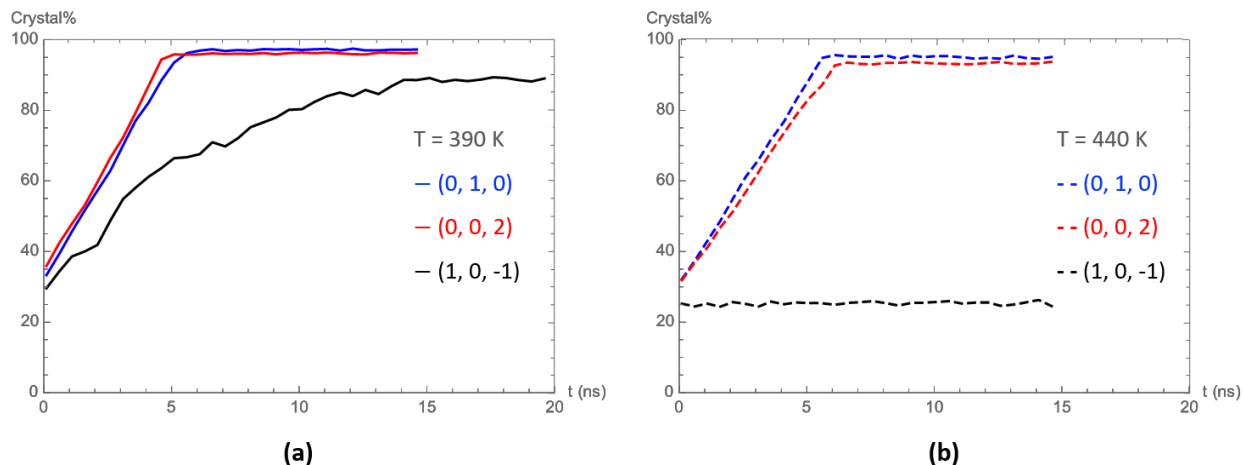 Crystal%
100
80
60
40
20
0
0 5 10 15 20
t (ns)
T = 390 K
(0, 1, 0)
(0, 0, 2)
(1, 0, -1)
(a)
Crystal%
100
80
60
40
20
0
0 5 10 15 20
t (ns)
T = 440 K
(0, 1, 0)
(0, 0, 2)
(1, 0, -1)
(b)